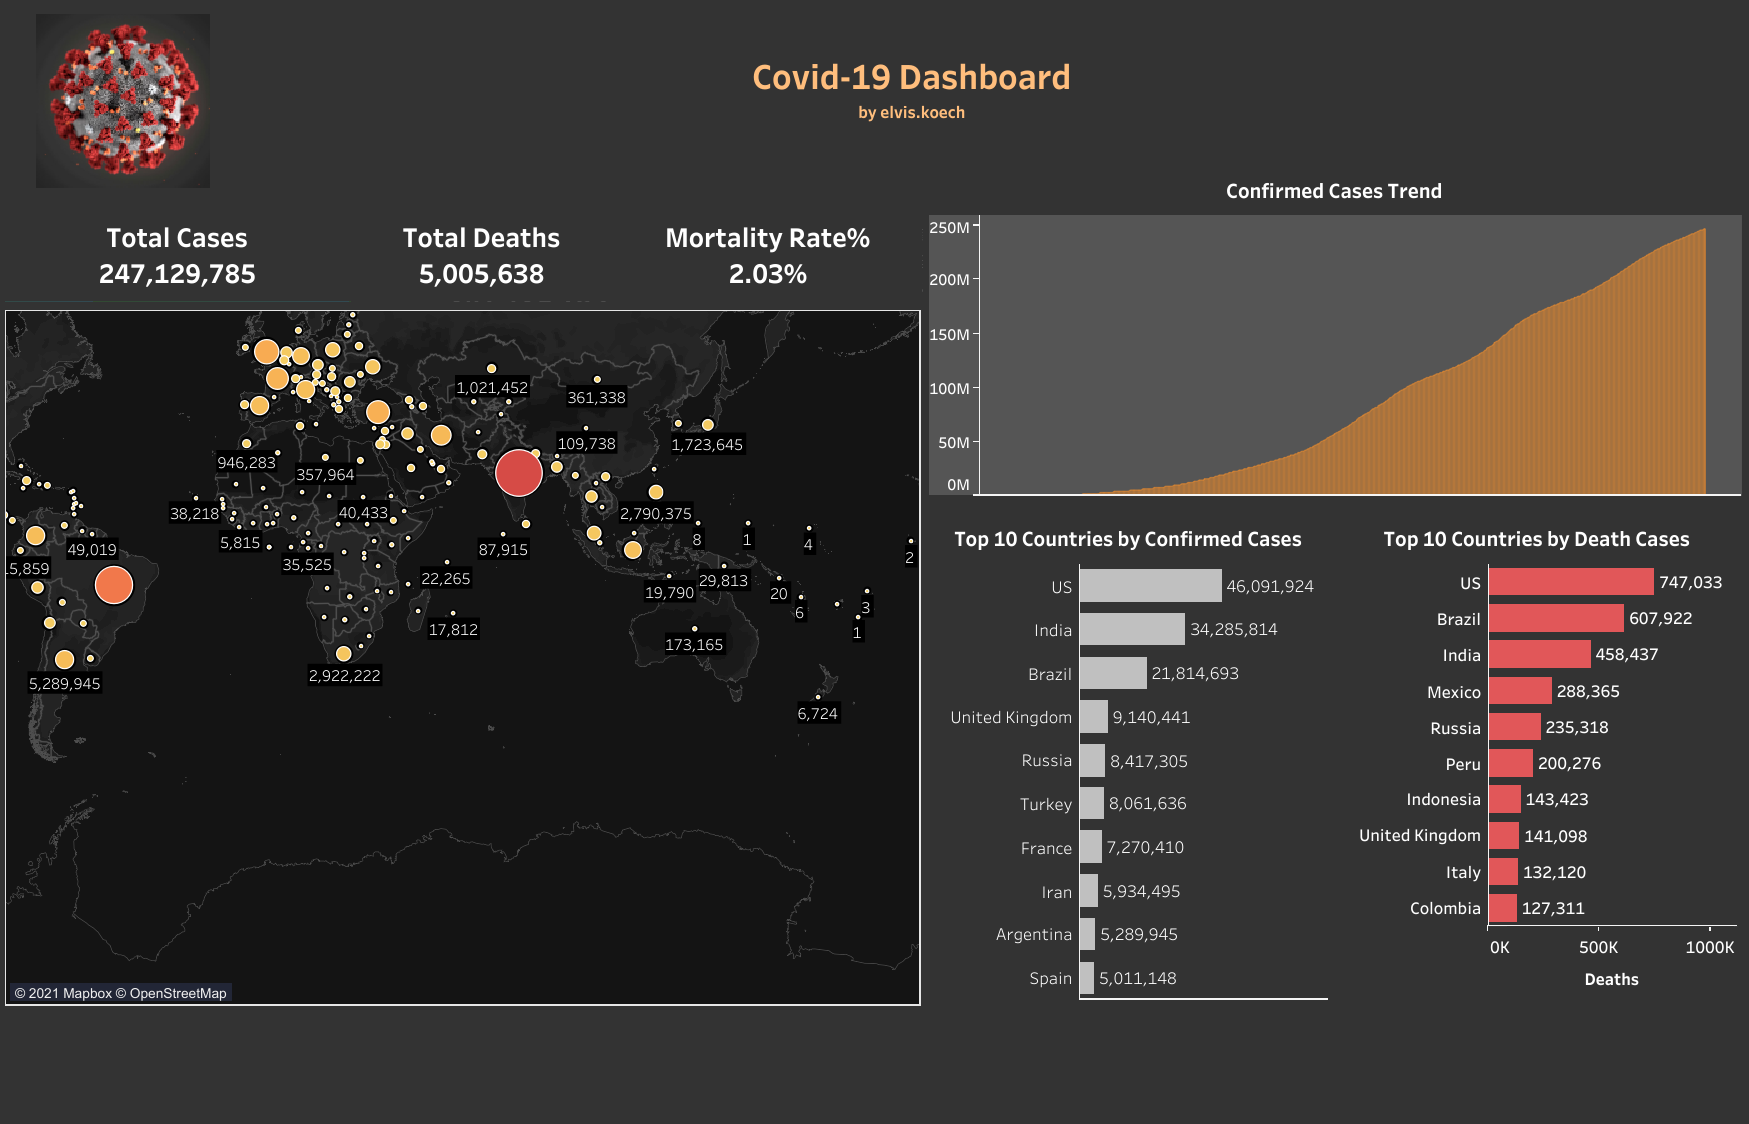 Covid-19 Dashboard
by elvis.koech
Total Cases
247,129,785
Total Deaths
5,005,638
Mortality Rate%
2.03%
1,021,452
361,338
109,738
1,723,645
946,283
357,964
38,218
40,433
2,790,375
5,815
49,019
35,525
87,915
8
1
4
2
15,859
22,265
29,813
19,790
20
6
3
1
17,812
173,165
2,922,222
5,289,945
6,724
© 2021 Mapbox © OpenStreetMap
Confirmed Cases Trend
250M
200M
150M
100M
50M
0M
Top 10 Countries by Confirmed Cases
US 46,091,924
India 34,285,814
Brazil 21,814,693
United Kingdom 9,140,441
Russia 8,417,305
Turkey 8,061,636
France 7,270,410
Iran 5,934,495
Argentina 5,289,945
Spain 5,011,148
Top 10 Countries by Death Cases
US 747,033
Brazil 607,922
India 458,437
Mexico 288,365
Russia 235,318
Peru 200,276
Indonesia 143,423
United Kingdom 141,098
Italy 132,120
Colombia 127,311
0K 500K 1000K
Deaths